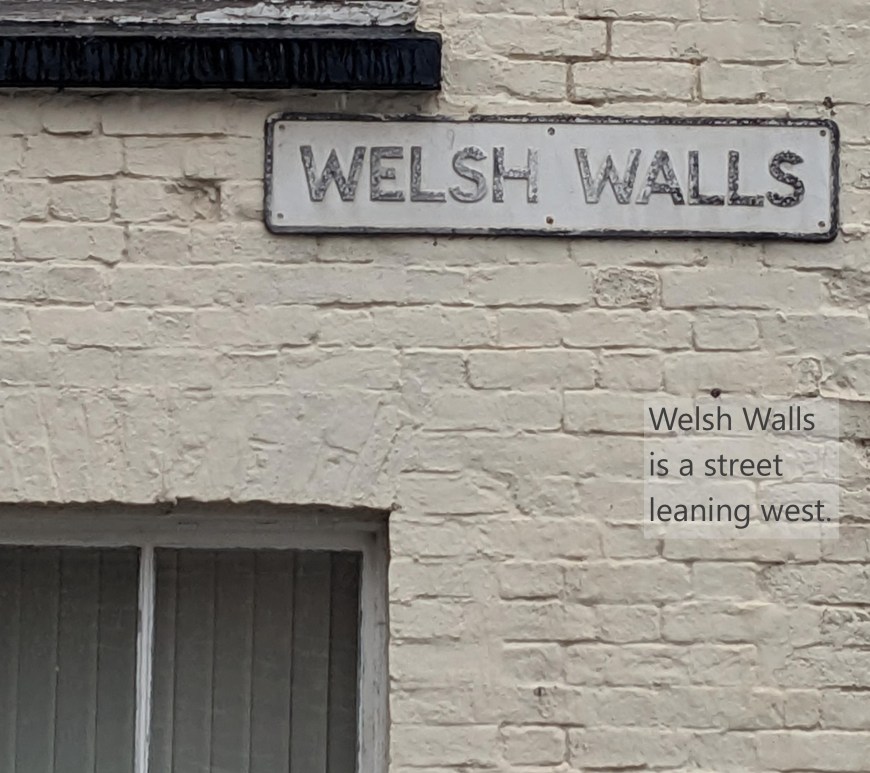 WELSH WALLS
Welsh Walls
is a street
leaning west.